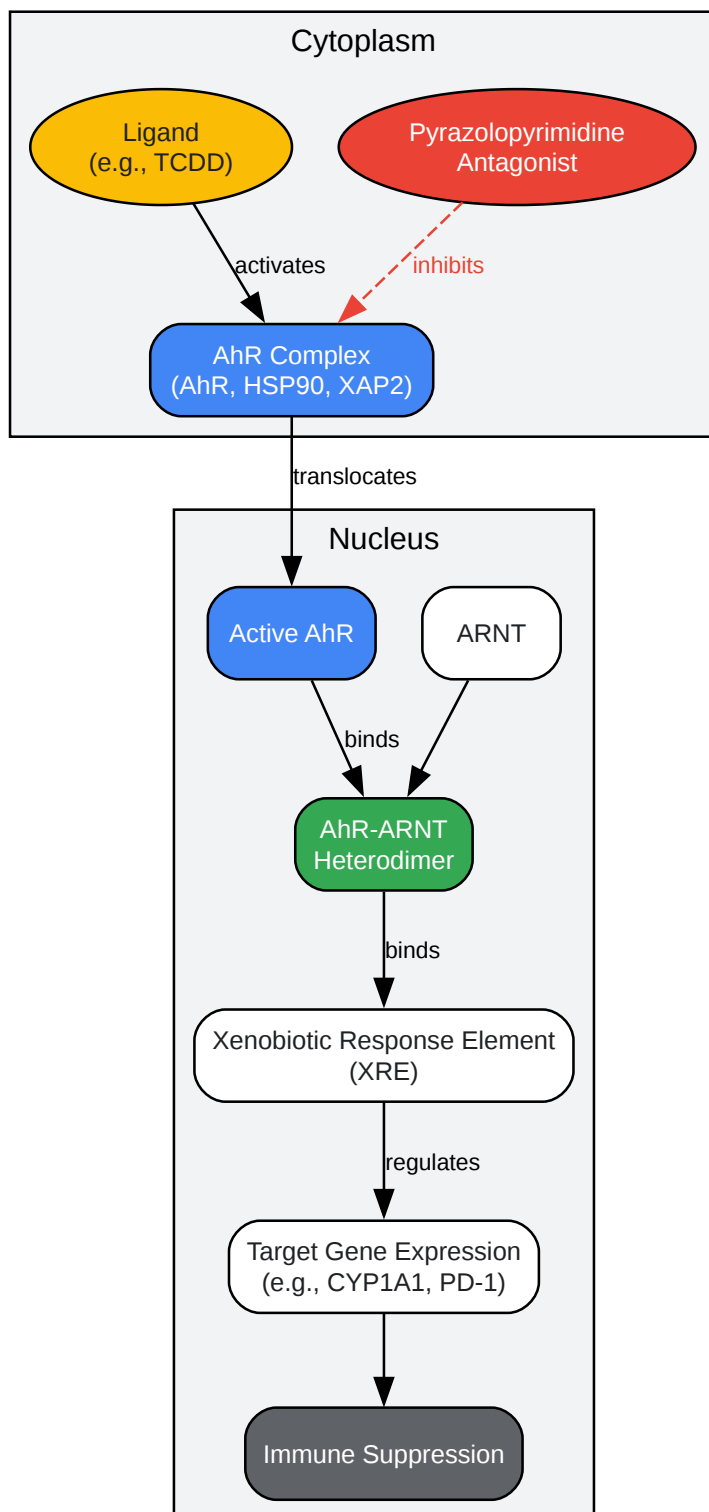 Cytoplasm
Ligand
(e.g., TCDD)
Pyrazolopyrimidine
Antagonist
activates
inhibits
AhR Complex
(AhR, HSP90, XAP2)
translocates
Nucleus
Active AhR
ARNT
binds
AhR-ARNT
Heterodimer
binds
Xenobiotic Response Element
(XRE)
regulates
Target Gene Expression
(e.g., CYP1A1, PD-1)
Immune Suppression